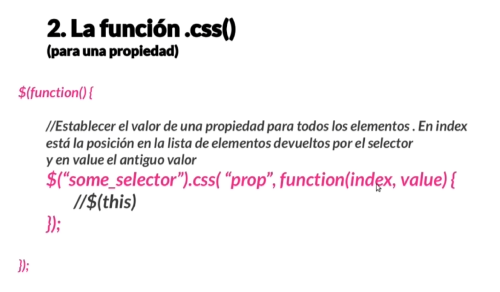 2. La función .css()
(para una propiedad)
$(function() {
//Establecer el valor de una propiedad para todos los elementos . En index
está la posición en la lista de elementos devueltos por el selector
y en value el antiguo valor
$(“some_selector”).css( “prop”, function(index, value) {
//$(this)
});
});